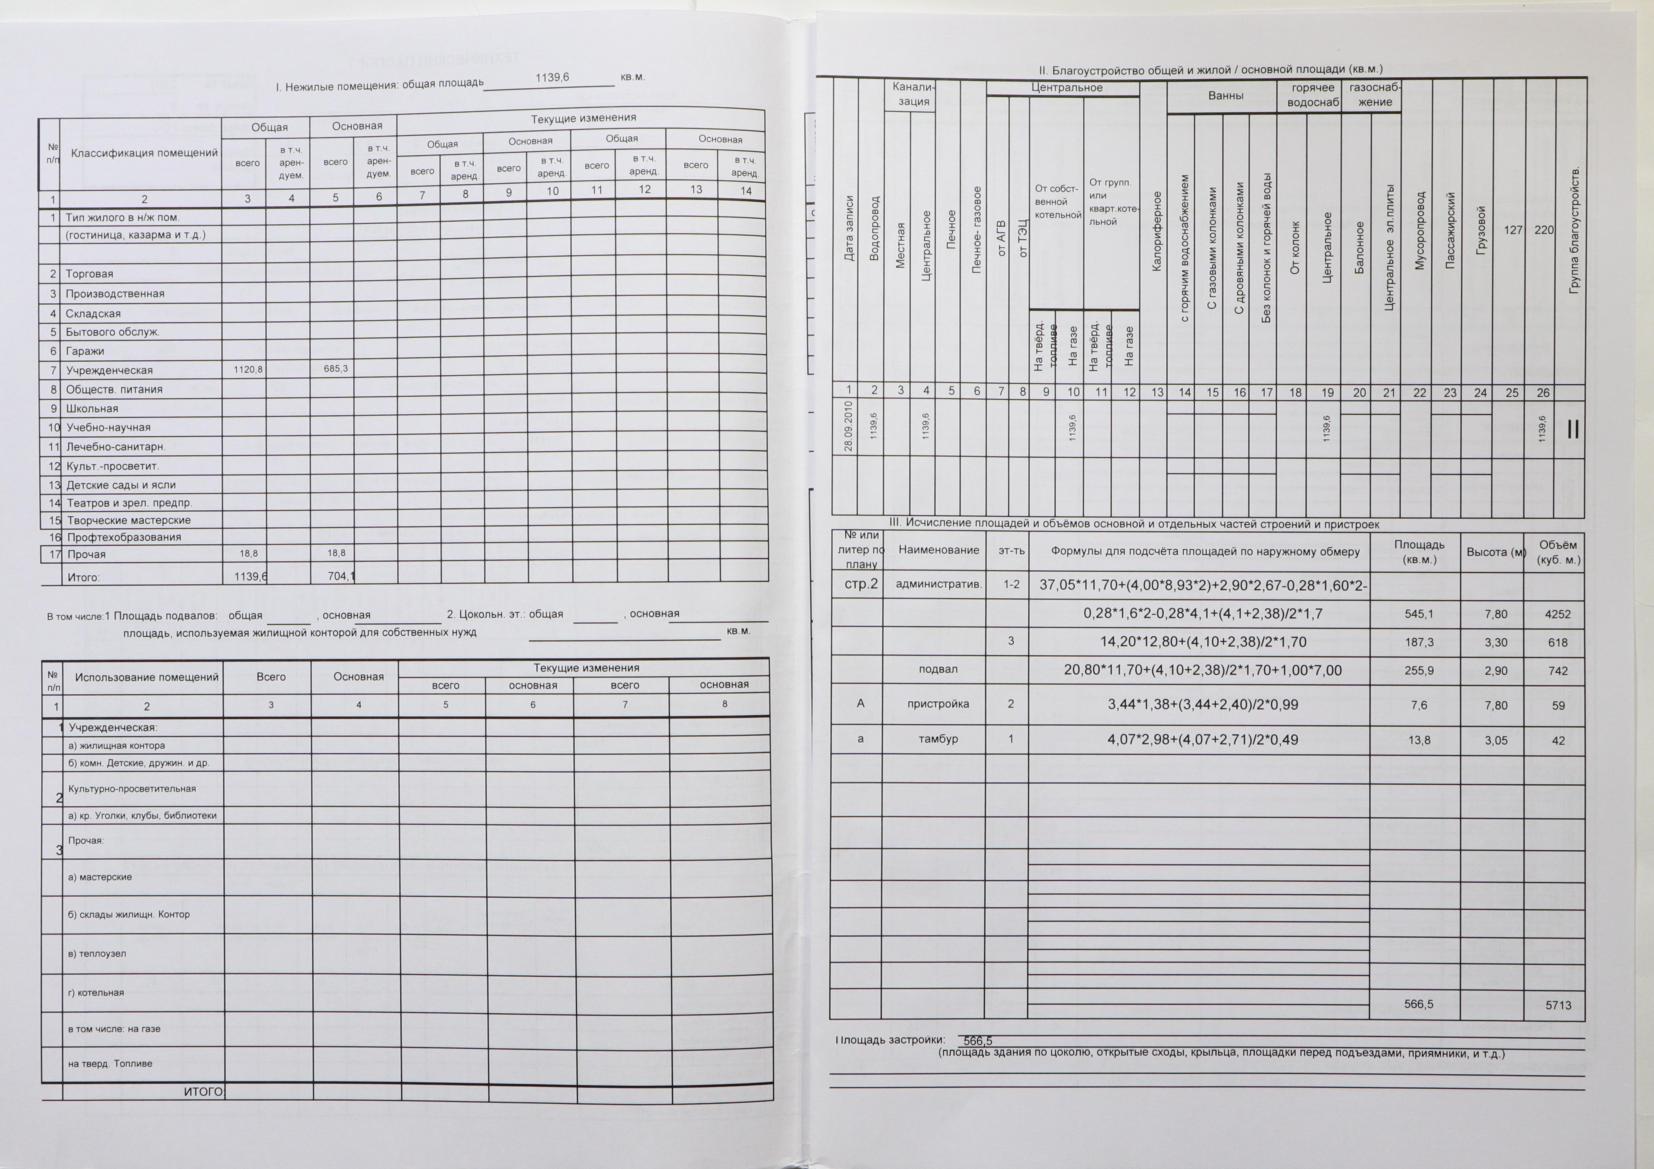 I. Нежилые помещения: общая площадь 1139,6 кв.м.
№ п/п Классификация помещений Общая Основная Текущие изменения
Общая Основная Общая Основная
всего в т.ч. арен-дуем. всего в т.ч. арен-дуем. всего в т.ч. аренд. всего в т.ч. аренд. всего в т.ч. аренд. всего в т.ч. аренд.
1 2 3 4 5 6 7 8 9 10 11 12 13 14
1 Тип жилого в н/ж пом.
(гостиница, казарма и т.д.)
2 Торговая
3 Производственная
4 Складская
5 Бытового обслуж.
6 Гаражи
7 Учрежденческая 1120,8 685,3
8 Обществ. питания
9 Школьная
10 Учебно-научная
11 Лечебно-санитарн.
12 Культ.-просветит.
13 Детские сады и ясли
14 Театров и зрел. предпр.
15 Творческие мастерские
16 Профтехобразования
17 Прочая 18,8 18,8
Итого: 1139,6 704,1
В том числе:1 Площадь подвалов: общая , основная 2. Цокольн. эт.: общая , основная
площадь, используемая жилищной конторой для собственных нужд кв.м.
№ п/п Использование помещений Всего Основная Текущие изменения
всего основная всего основная
1 2 3 4 5 6 7 8
1 Учрежденческая:
а) жилищная контора
б) комн. Детские, дружин. и др.
2 Культурно-просветительная
а) кр. Уголки, клубы, библиотеки
3 Прочая:
а) мастерские
б) склады жилищн. Контор
в) теплоузел
г) котельная
в том числе: на газе
на тверд. Топливе
ИТОГО
II. Благоустройство общей и жилой / основной площади (кв.м.)
Канали-зация Центральное Ванны горячее водоснаб газоснаб-жение
Дата записи Водопровод Местная Центральное Печное Печное- газовое от АГВ от ТЭЦ От собст-венной котельной От групп. или кварт.коте-льной Калориферное с горячим водоснабжением С газовыми колонками С дровяными колонками Без колонок и горячей воды От колонк Центральное Балонное Центральное эл.плиты Мусоропровод Пассажирский Грузовой 127 220 Группа благоустройств.
На твёрд. топливе На газе На твёрд. топливе На газе
1 2 3 4 5 6 7 8 9 10 11 12 13 14 15 16 17 18 19 20 21 22 23 24 25 26
28.09.2010 1139,6 1139,6 1139,6 1139,6 1139,6 II
III. Исчисление площадей и объёмов основной и отдельных частей строений и пристроек
№ или литер по плану Наименование эт-ть Формулы для подсчёта площадей по наружному обмеру Площадь (кв.м.) Высота (м) Объём (куб. м.)
стр.2 административ. 1-2 37,05*11,70+(4,00*8,93*2)+2,90*2,67-0,28*1,60*2-
0,28*1,6*2-0,28*4,1+(4,1+2,38)/2*1,7 545,1 7,80 4252
3 14,20*12,80+(4,10+2,38)/2*1,70 187,3 3,30 618
подвал 20,80*11,70+(4,10+2,38)/2*1,70+1,00*7,00 255,9 2,90 742
А пристройка 2 3,44*1,38+(3,44+2,40)/2*0,99 7,6 7,80 59
а тамбур 1 4,07*2,98+(4,07+2,71)/2*0,49 13,8 3,05 42
566,5 5713
Площадь застройки: 566,5
(площадь здания по цоколю, открытые сходы, крыльца, площадки перед подъездами, приямники, и т.д.)